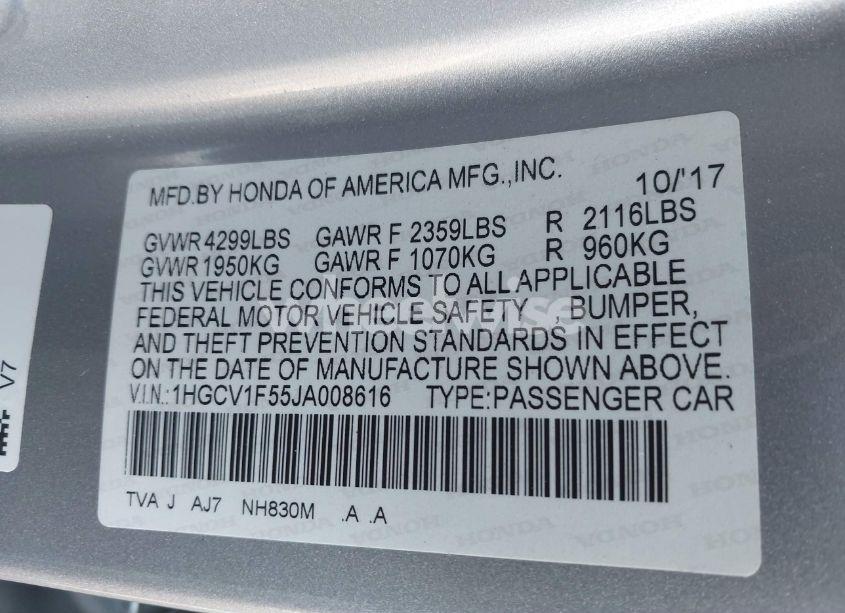 MFD.BY HONDA OF AMERICA MFG.,INC. 10/'17
GVWR 4299LBS GAWR F 2359LBS R 2116LBS
GVWR 1950KG GAWR F 1070KG R 960KG
THIS VEHICLE CONFORMS TO ALL APPLICABLE
FEDERAL MOTOR VEHICLE SAFETY , BUMPER,
AND THEFT PREVENTION STANDARDS IN EFFECT
ON THE DATE OF MANUFACTURE SHOWN ABOVE.
V.I.N.:1HGCV1F55JA008616 TYPE:PASSENGER CAR
TVA J AJ7 NH830M .A .A
V7